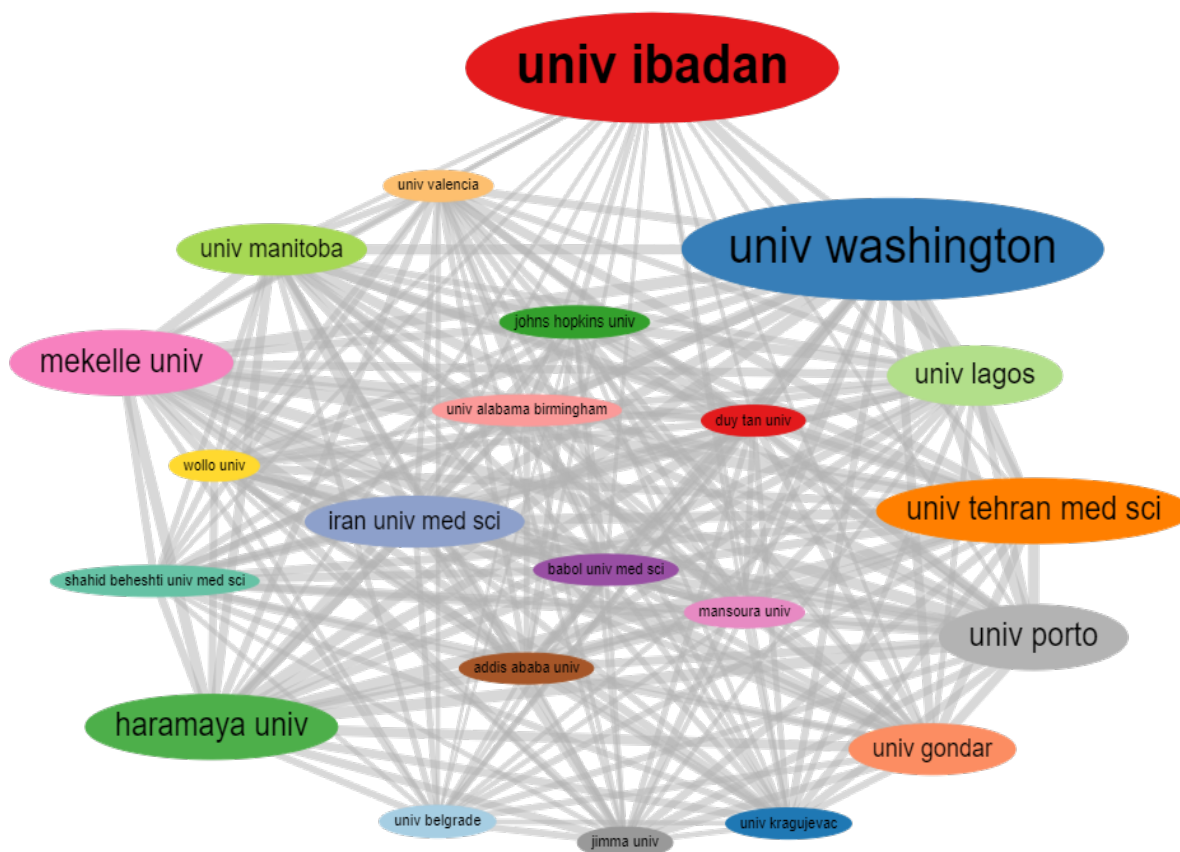 univ ibadan
univ valencia
univ manitoba
univ washington
johns hopkins univ
mekelle univ
univ lagos
univ alabama birmingham
duy tan univ
wollo univ
iran univ med sci
univ tehran med sci
babol univ med sci
shahid beheshti univ med sci
mansoura univ
univ porto
addis ababa univ
haramaya univ
univ gondar
univ belgrade
univ kragujevac
jimma univ